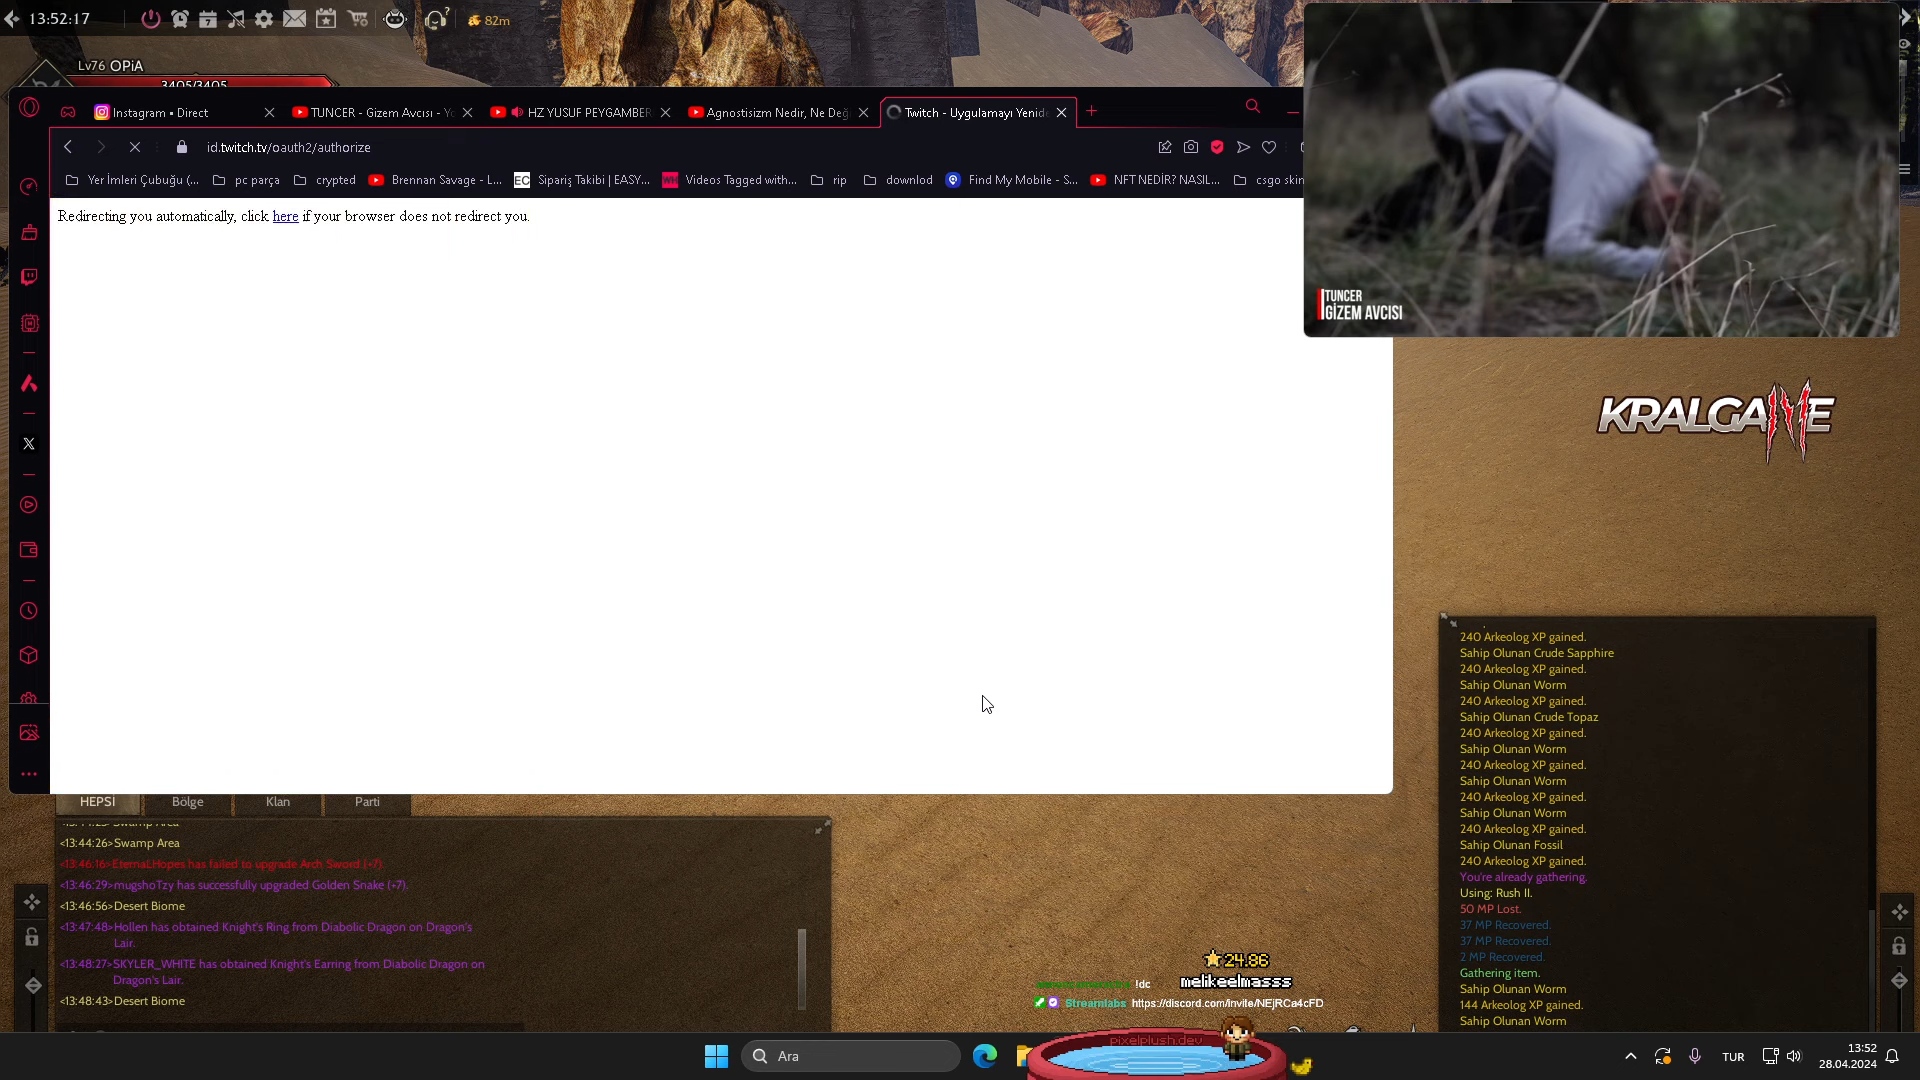 13:52:17
82m
Lv76 OPiA
3405/3405
Instagram • Direct
TUNCER - Gizem Avcısı - Yo
HZ YUSUF PEYGAMBER
Agnostisizm Nedir, Ne Değ
Twitch - Uygulamayı Yenide
id.twitch.tv/oauth2/authorize
Yer İmleri Çubuğu (...
pc parça
crypted
Brennan Savage - L...
EC
Sipariş Takibi | EASY...
Videos Tagged with...
rip
downlod
Find My Mobile - S...
NFT NEDİR? NASIL...
csgo skin
Redirecting you automatically, click here if your browser does not redirect you.
TUNCER
GİZEM AVCISI
KRALGAME
240 Arkeolog XP gained.
Sahip Olunan Crude Sapphire
240 Arkeolog XP gained.
Sahip Olunan Worm
240 Arkeolog XP gained.
Sahip Olunan Crude Topaz
240 Arkeolog XP gained.
Sahip Olunan Worm
240 Arkeolog XP gained.
Sahip Olunan Worm
240 Arkeolog XP gained.
Sahip Olunan Worm
240 Arkeolog XP gained.
Sahip Olunan Fossil
240 Arkeolog XP gained.
You're already gathering.
Using: Rush II.
50 MP Lost.
37 MP Recovered.
37 MP Recovered.
2 MP Recovered.
Gathering item.
Sahip Olunan Worm
144 Arkeolog XP gained.
Sahip Olunan Worm
HEPSİ
Bölge
Klan
Parti
<13:44:26>Swamp Area
<13:46:16>EternaLHopes has failed to upgrade Arch Sword (+7).
<13:46:29>mugshoTzy has successfully upgraded Golden Snake (+7).
<13:46:56>Desert Biome
<13:47:48>Hollen has obtained Knight's Ring from Diabolic Dragon on Dragon's
Lair.
<13:48:27>SKYLER_WHITE has obtained Knight's Earring from Diabolic Dragon on
Dragon's Lair.
<13:48:43>Desert Biome
24.86
melikeelmasss
!dc
Streamlabs https://discord.com/invite/NEjRCa4cFD
pixelplush.dev
Ara
TUR
13:52
28.04.2024